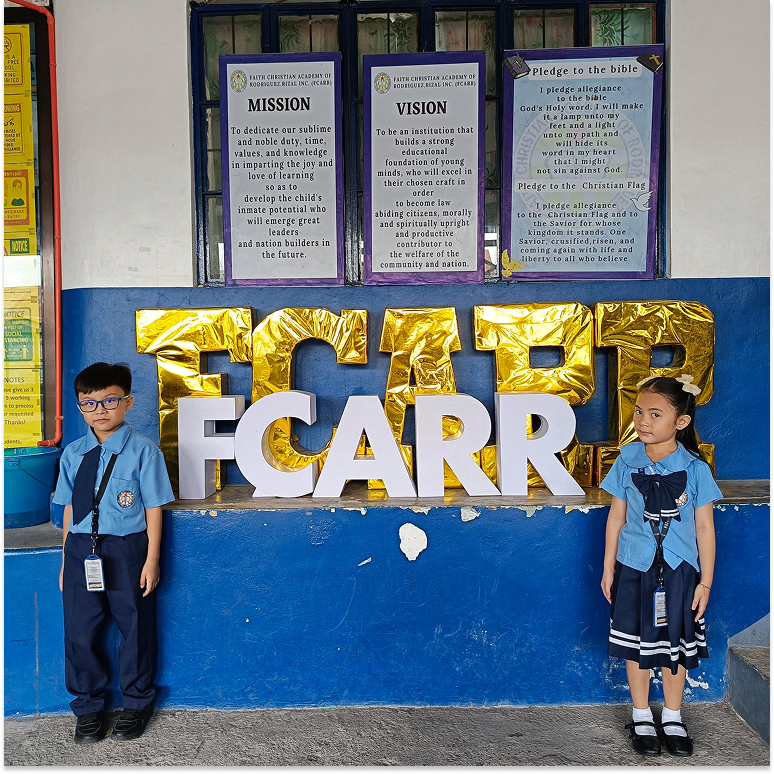 FAITH CHRISTIAN ACADEMY OF
RODRIGUEZ,RIZAL INC. (FCARR)
MISSION
To dedicate our sublime
and noble duty, time,
values, and knowledge
in imparting the joy and
love of learning
so as to
develop the child's
inmate potential who
will emerge great
leaders
and nation builders in
the future.
FAITH CHRISTIAN ACADEMY OF
RODRIGUEZ,RIZAL INC. (FCARR)
VISION
To be an institution that
builds a strong
educational
foundation of young
minds, who will excel in
their chosen craft in
order
to become law
abiding citizens, morally
and spiritually upright
and productive
contributor to
the welfare of the
community and nation.
Pledge to the bible
I pledge allegiance
to the bible
God's Holy word, I will make
it a lamp unto my
feet and a light
unto my path and
will hide its
word in my heart
that I might
not sin against God.
Pledge to the Christian Flag
I pledge allegiance
to the Christian Flag and to
the Savior for whose
kingdom it stands. One
Savior, crusified,risen, and
coming again with life and
liberty to all who believe
FCARR
FCARR
NOTICE
NOTICE
SOCIAL
NOTES
Thanks!